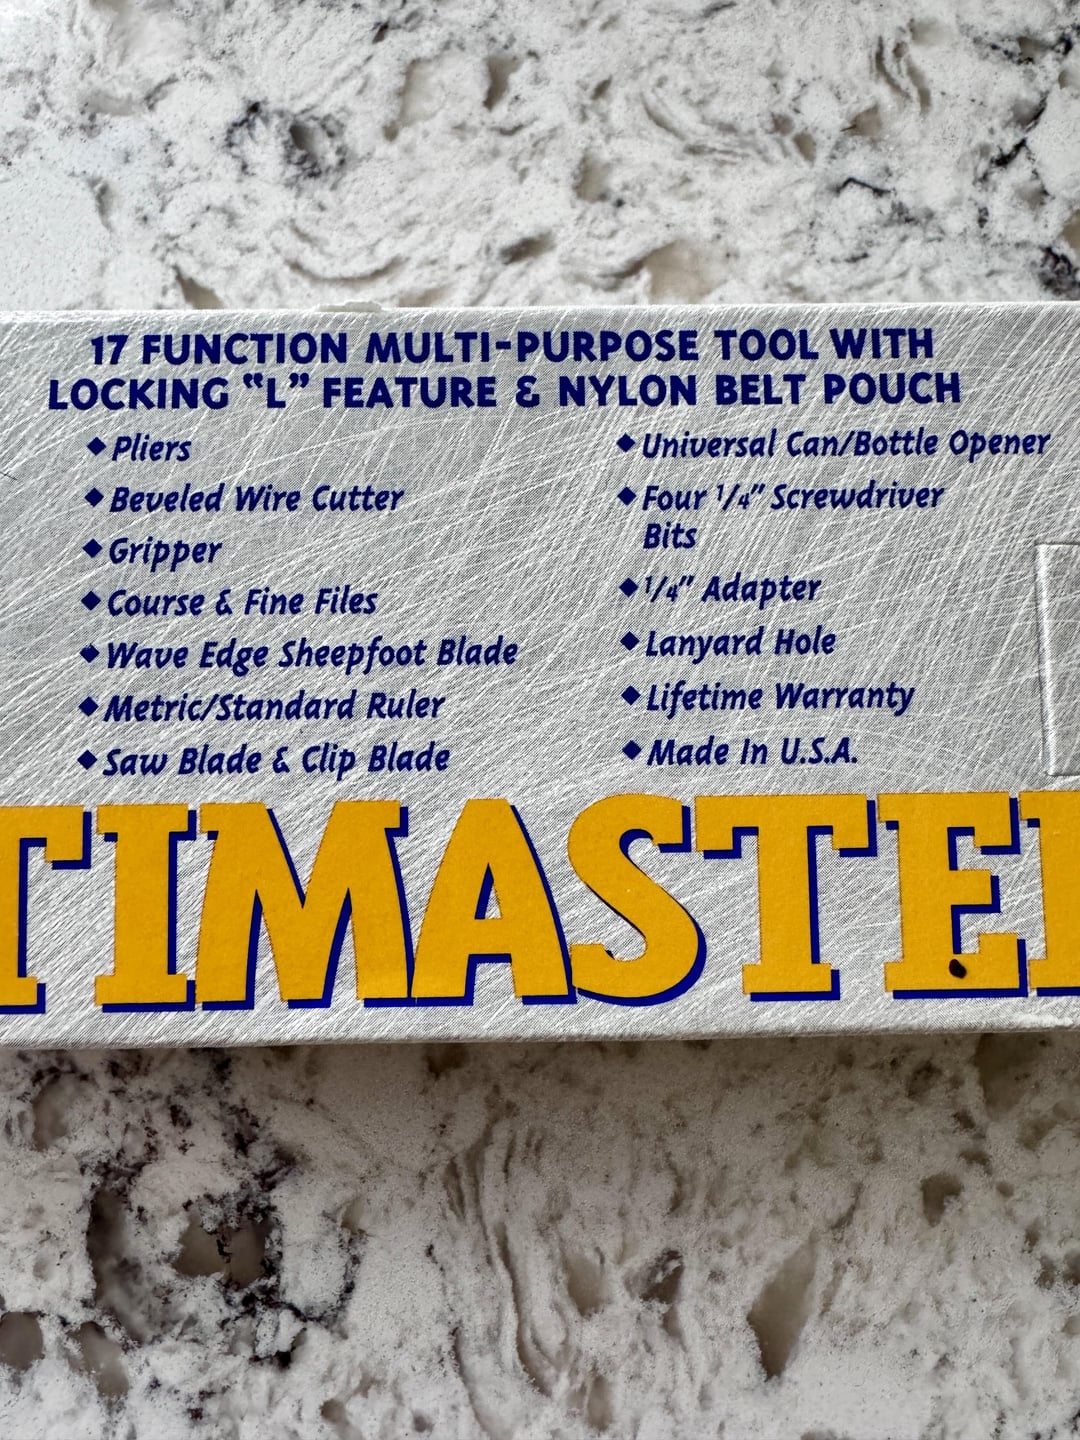 17 FUNCTION MULTI-PURPOSE TOOL WITH
LOCKING “L” FEATURE & NYLON BELT POUCH
◆ Pliers
◆ Beveled Wire Cutter
◆ Gripper
◆ Course & Fine Files
◆ Wave Edge Sheepfoot Blade
◆ Metric/Standard Ruler
◆ Saw Blade & Clip Blade
◆ Universal Can/Bottle Opener
◆ Four 1/4” Screwdriver
Bits
◆ 1/4” Adapter
◆ Lanyard Hole
◆ Lifetime Warranty
◆ Made In U.S.A.
TIMASTE